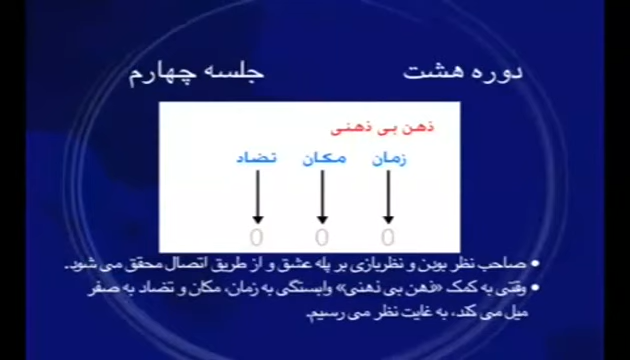 دوره هشت
جلسه چهارم
ذهن بی ذهنی
زمان مکان تضاد
0 0 0
• صاحب نظر بودن و نظربازی بر پله عشق و از طریق اتصال محقق می شود.
• وقتی به کمک «ذهن بی ذهنی» وابستگی به زمان، مکان و تضاد به صفر
میل می کند، به غایت نظر می رسیم.